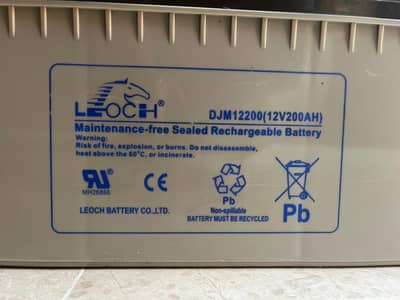 LEOCH®
DJM12200(12V200AH)
Maintenance-free Sealed Rechargeable Battery
Warning:
Risk of fire, explosion, or burns. Do not disassemble,
heat above the 60°C, or incinerate.
RU®
MH26866
CE
LEOCH BATTERY CO.,LTD.
Pb
Non-spillable
BATTERY MUST BE RECYCLED
Pb